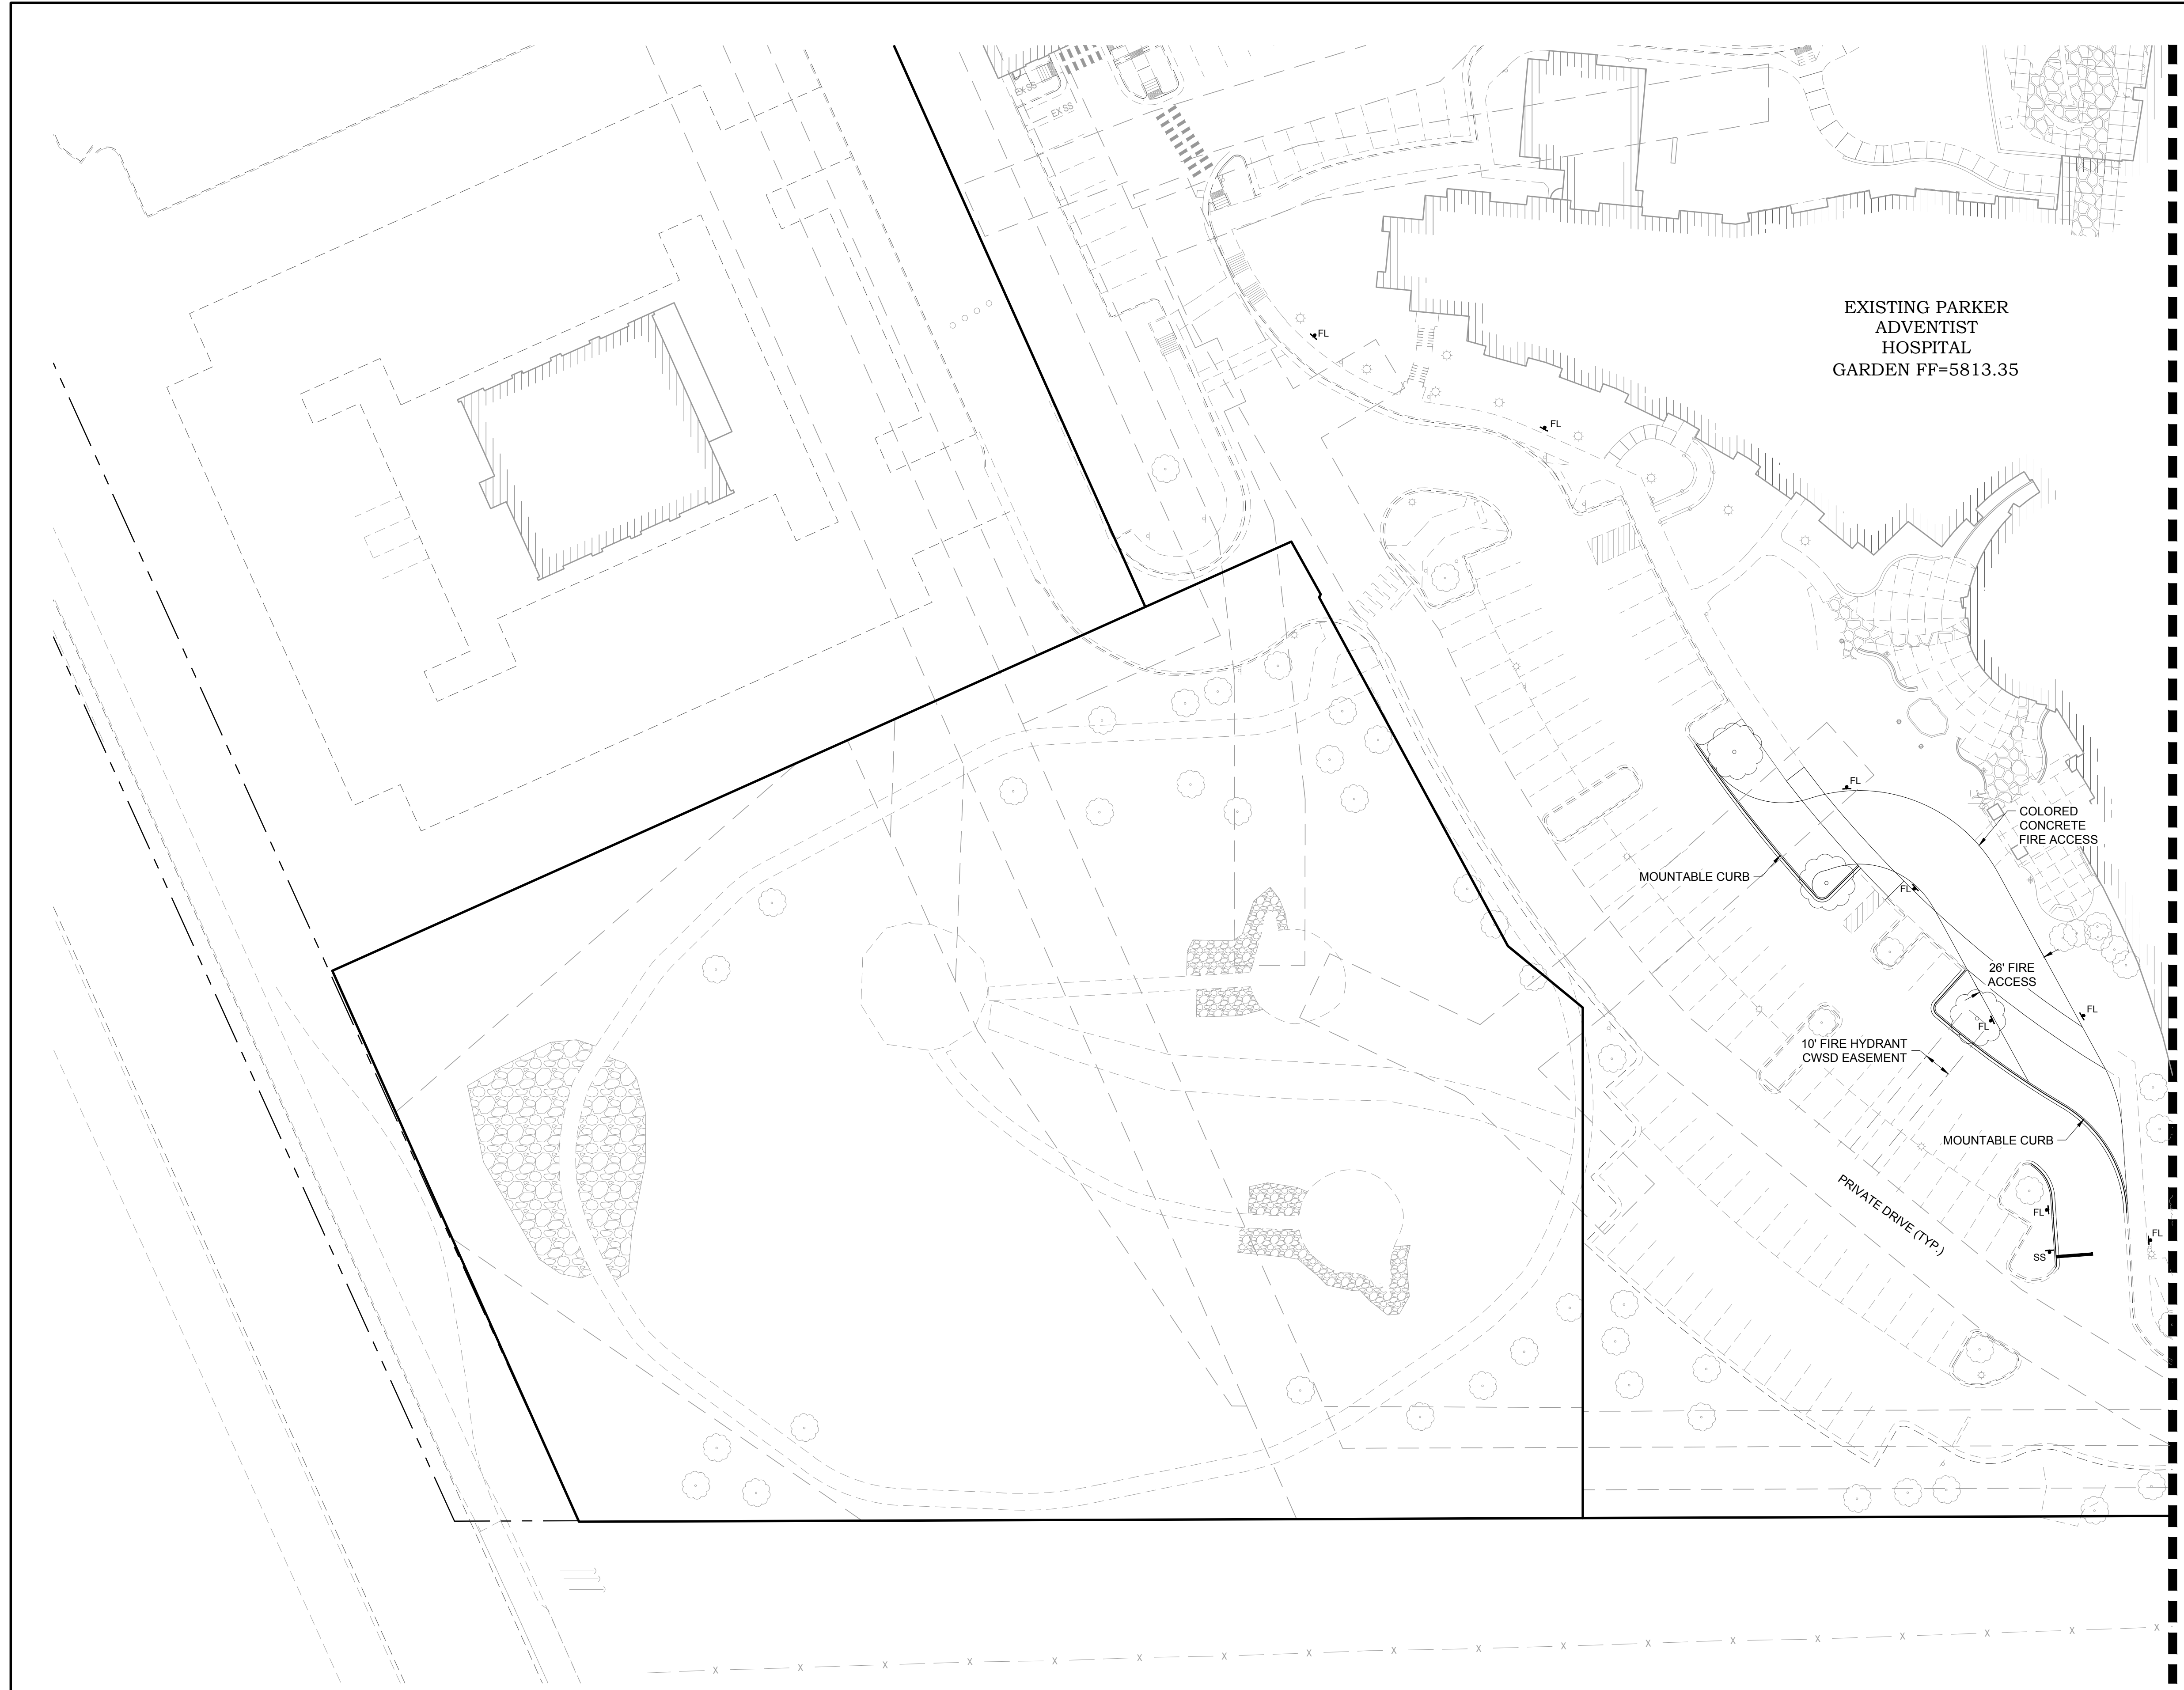 EX SS
EX SS
EXISTING PARKER
ADVENTIST
HOSPITAL
GARDEN FF=5813.35
FL
FL
FL
COLORED
CONCRETE
FIRE ACCESS
MOUNTABLE CURB
FL
26' FIRE
ACCESS
FL
FL
10' FIRE HYDRANT
CWSD EASEMENT
MOUNTABLE CURB
PRIVATE DRIVE (TYP.)
FL
FL
SS
X X X X X X X X X X X X X X X X X X